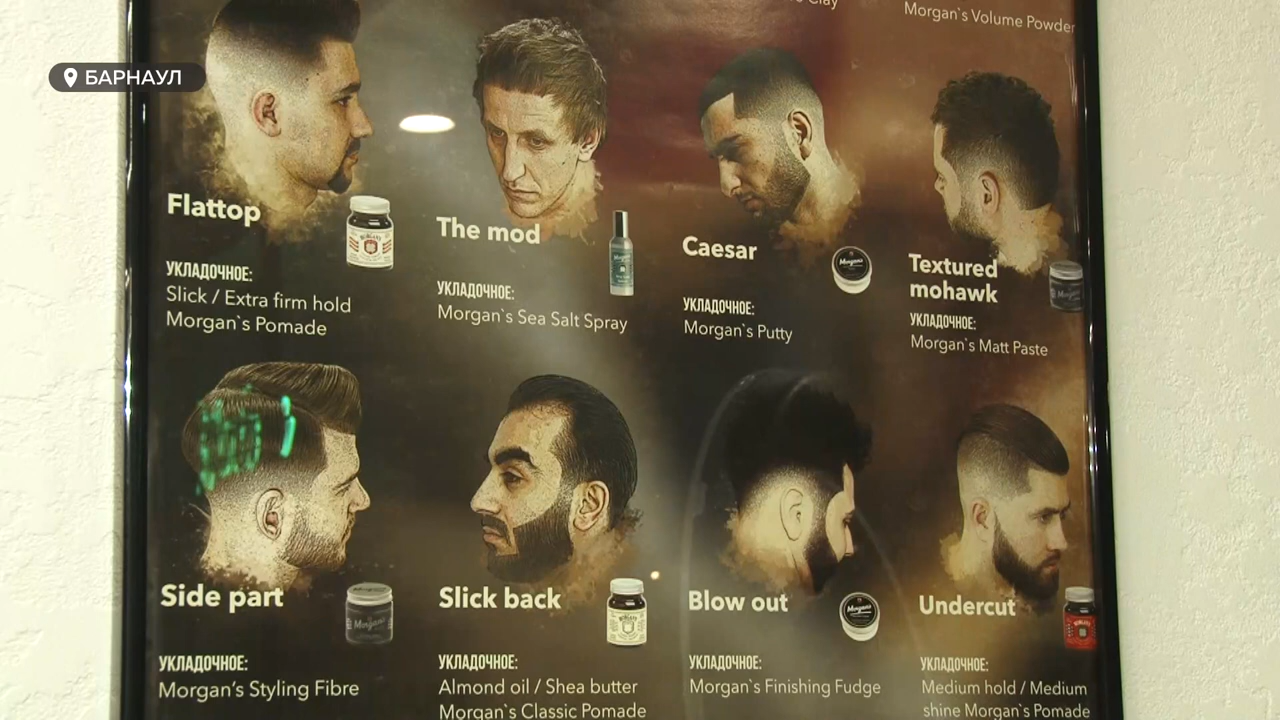 Clay
Morgan`s Volume Powder
БАРНАУЛ
Flattop
УКЛАДОЧНОЕ:
Slick / Extra firm hold
Morgan`s Pomade
The mod
УКЛАДОЧНОЕ:
Morgan`s Sea Salt Spray
Caesar
УКЛАДОЧНОЕ:
Morgan`s Putty
Textured
mohawk
УКЛАДОЧНОЕ:
Morgan`s Matt Paste
Side part
Morgan's
УКЛАДОЧНОЕ:
Morgan’s Styling Fibre
Slick back
УКЛАДОЧНОЕ:
Almond oil / Shea butter
Morgan`s Classic Pomade
Blow out
УКЛАДОЧНОЕ:
Morgan`s Finishing Fudge
Undercut
УКЛАДОЧНОЕ:
Medium hold / Medium
shine Morgan`s Pomade